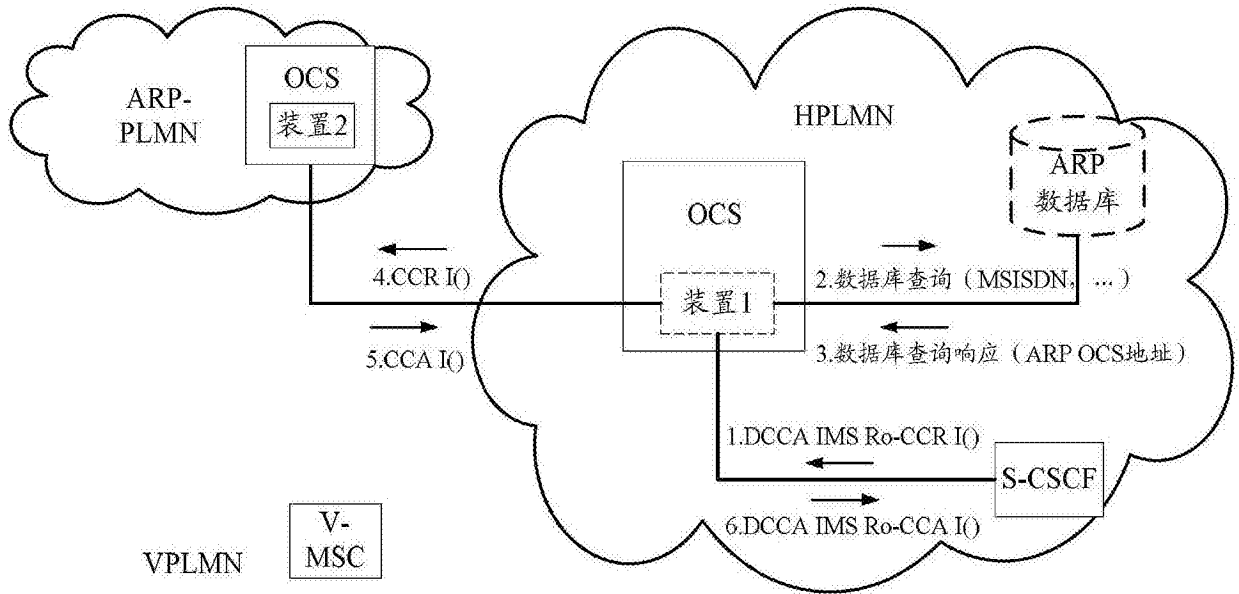 ARP-
PLMN
OCS
装置2
HPLMN
ARP
数据库
OCS
装置1
4.CCR I()
5.CCA I()
2.数据库查询（MSISDN，…）
3.数据库查询响应（ARP OCS地址）
1.DCCA IMS Ro-CCR I()
6.DCCA IMS Ro-CCA I()
S-CSCF
VPLMN
V-
MSC